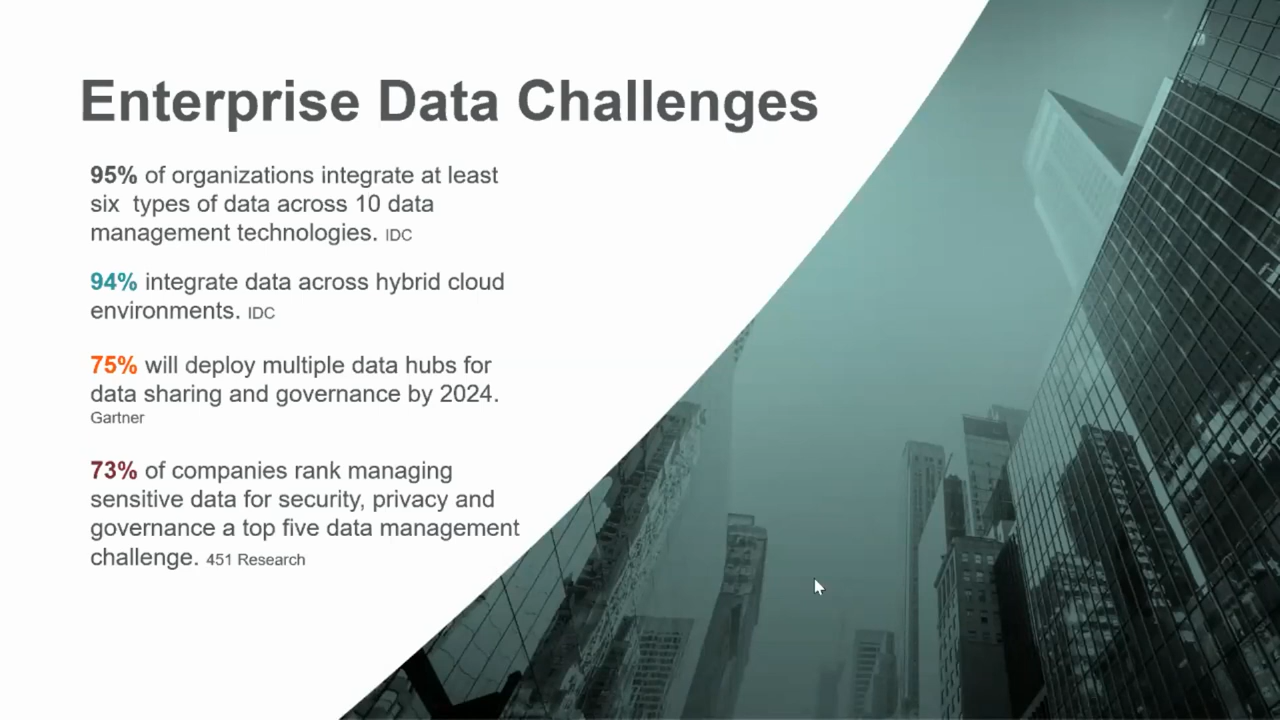 Enterprise Data Challenges
95% of organizations integrate at least
six  types of data across 10 data
management technologies. IDC
94% integrate data across hybrid cloud
environments. IDC
75% will deploy multiple data hubs for
data sharing and governance by 2024.
Gartner
73% of companies rank managing
sensitive data for security, privacy and
governance a top five data management
challenge. 451 Research